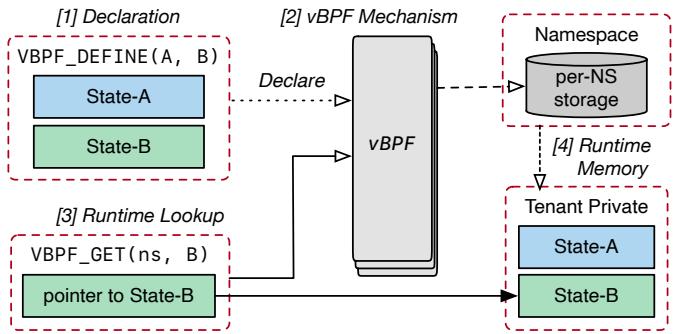 [1] Declaration
VBPF_DEFINE(A, B)
State-A
State-B
Declare
[2] vBPF Mechanism
vBPF
Namespace
per-NS
storage
[4] Runtime
Memory
[3] Runtime Lookup
VBPF_GET(ns, B)
pointer to State-B
Tenant Private
State-A
State-B